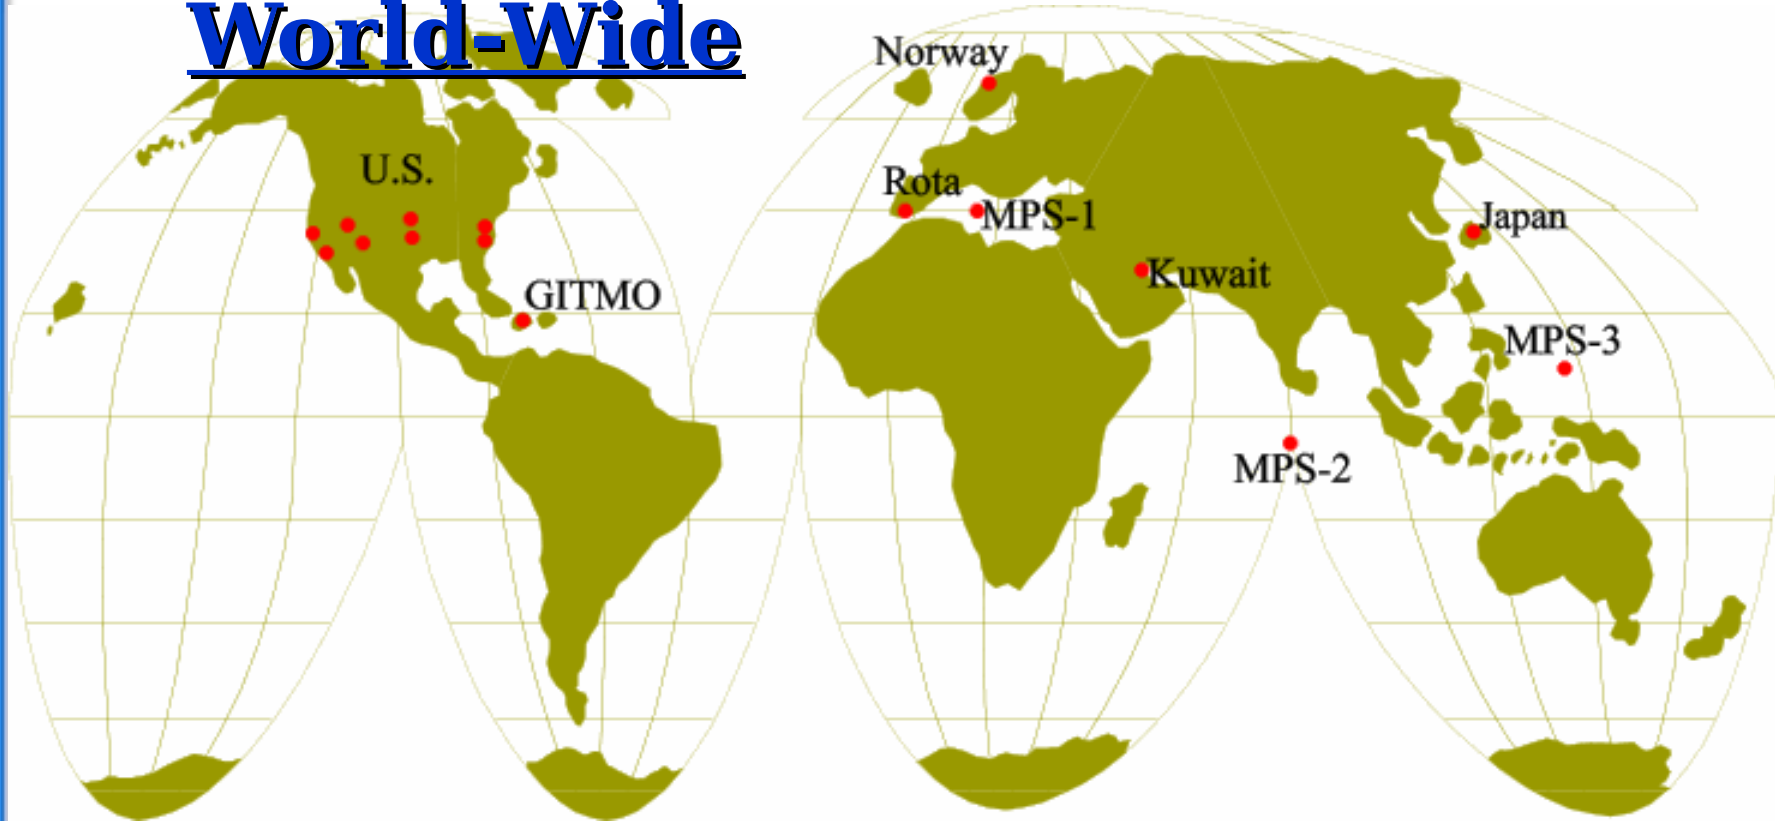 World-Wide
Norway
U.S.
Rota
MPS-1
Japan
Kuwait
GITMO
MPS-3
MPS-2